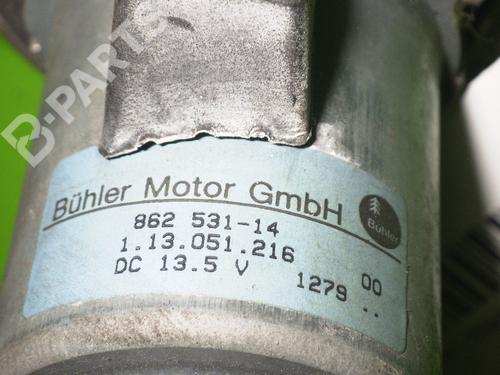 B-PARTS
Bühler Motor GmbH
Bühler
862 531-14
1.13.051.216 00
DC 13.5 V 1279 ..